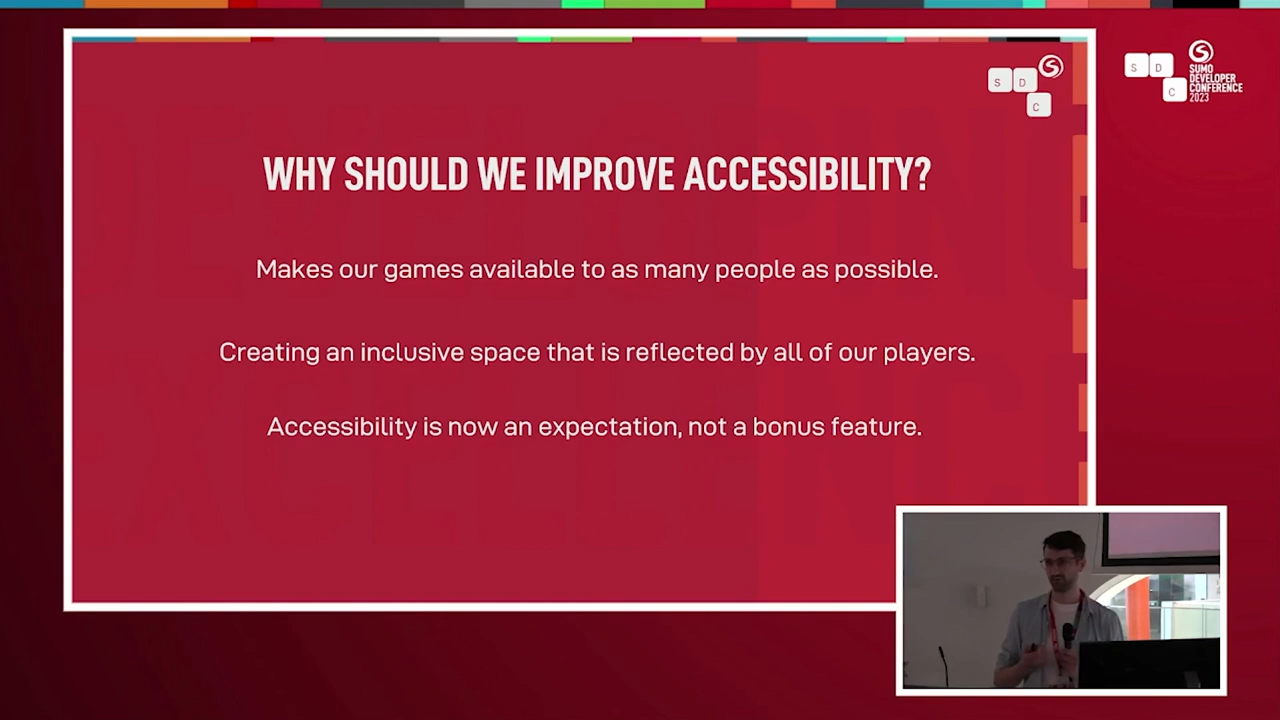 S D
C
WHY SHOULD WE IMPROVE ACCESSIBILITY?
Makes our games available to as many people as possible.
Creating an inclusive space that is reflected by all of our players.
Accessibility is now an expectation, not a bonus feature.
S D
C
SUMO
DEVELOPER
CONFERENCE
2023